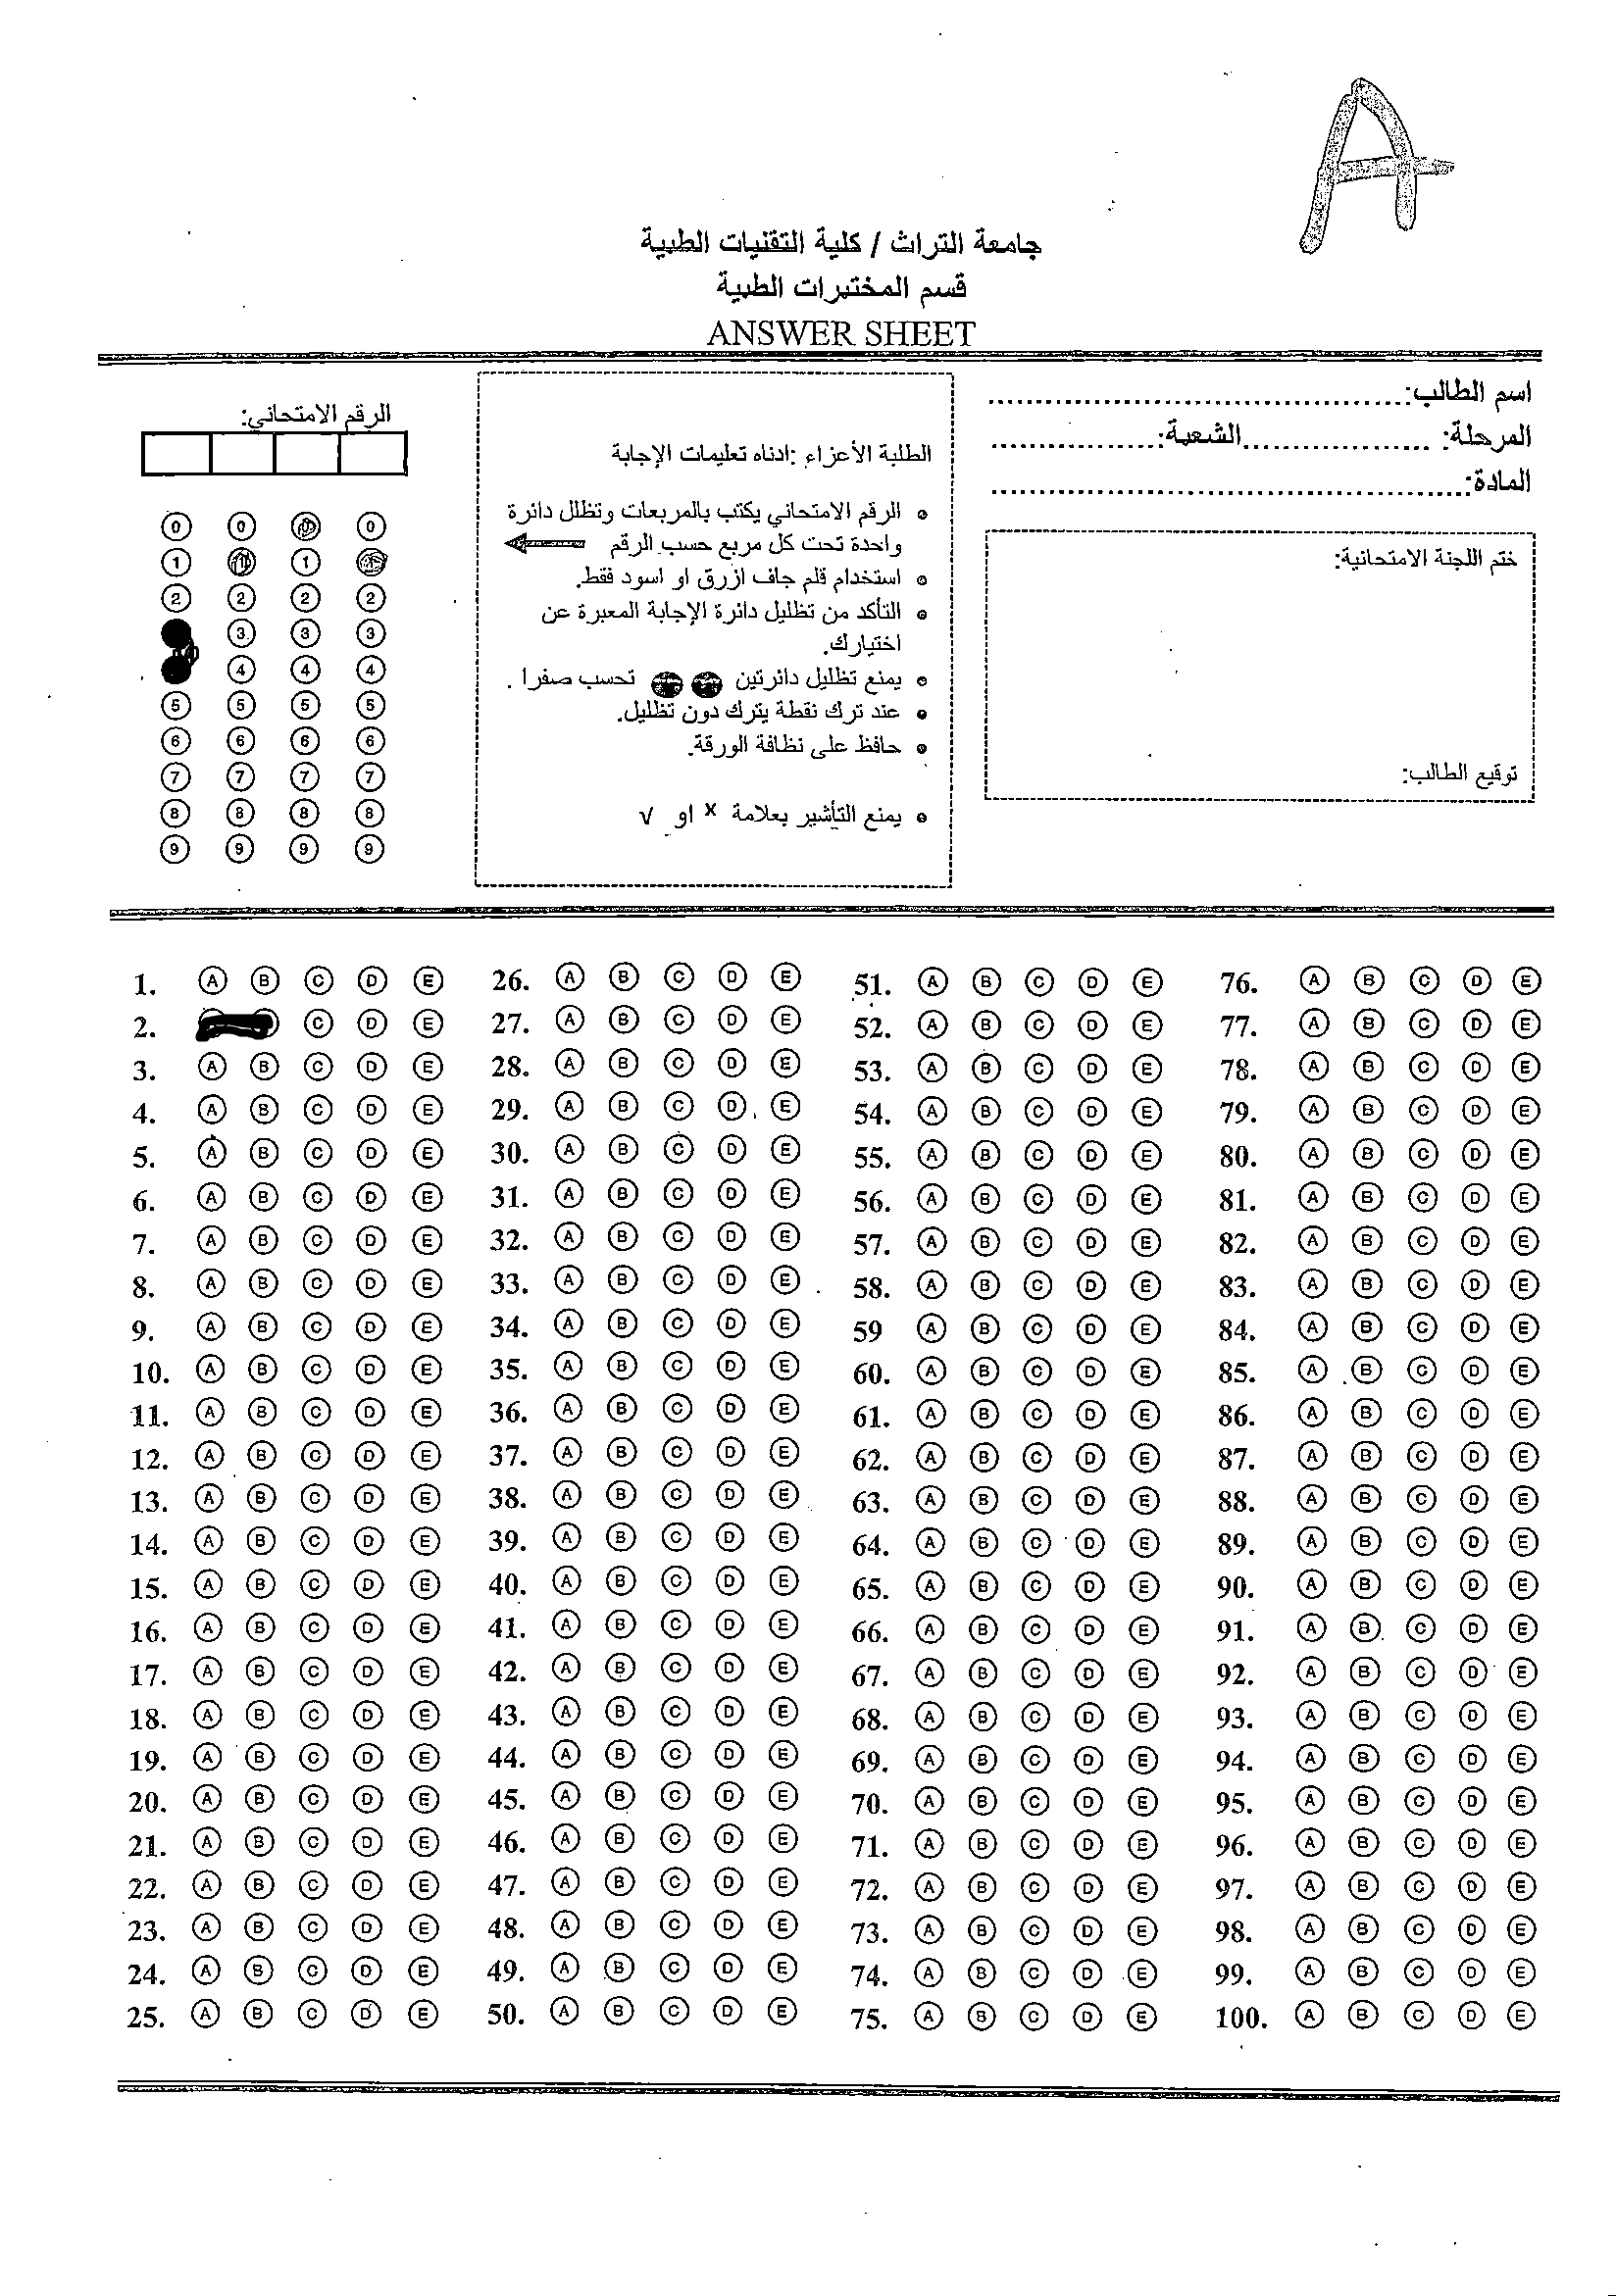 A
جامعة التراث / كلية التقنيات الطبية
قسم المختبرات الطبية
ANSWER SHEET
اسم الطالب:......................................
المرحلة: ..................الشعبة:................
المادة:...........................................
ختم اللجنة الامتحانية:
توقيع الطالب:
الطلبة الأعزاء :ادناه تعليمات الإجابة
• الرقم الامتحاني يكتب بالمربعات وتظلل دائرة
واحدة تحت كل مربع حسب الرقم
• استخدام قلم جاف ازرق او اسود فقط.
• التأكد من تظليل دائرة الإجابة المعبرة عن
اختيارك.
• يمنع تظليل دائرتين تحسب صفرا .
• عند ترك نقطة يترك دون تظليل.
• حافظ على نظافة الورقة.
• يمنع التأشير بعلامة x او √
الرقم الامتحاني:
0 0 0 0
1 1 1 1
2 2 2 2
3 3 3
4 4 4
5 5 5 5
6 6 6 6
7 7 7 7
8 8 8 8
9 9 9 9
1. A B C D E
2. C D E
3. A B C D E
4. A B C D E
5. A B C D E
6. A B C D E
7. A B C D E
8. A B C D E
9. A B C D E
10. A B C D E
11. A B C D E
12. A B C D E
13. A B C D E
14. A B C D E
15. A B C D E
16. A B C D E
17. A B C D E
18. A B C D E
19. A B C D E
20. A B C D E
21. A B C D E
22. A B C D E
23. A B C D E
24. A B C D E
25. A B C D E
26. A B C D E
27. A B C D E
28. A B C D E
29. A B C D E
30. A B C D E
31. A B C D E
32. A B C D E
33. A B C D E
34. A B C D E
35. A B C D E
36. A B C D E
37. A B C D E
38. A B C D E
39. A B C D E
40. A B C D E
41. A B C D E
42. A B C D E
43. A B C D E
44. A B C D E
45. A B C D E
46. A B C D E
47. A B C D E
48. A B C D E
49. A B C D E
50. A B C D E
51. A B C D E
52. A B C D E
53. A B C D E
54. A B C D E
55. A B C D E
56. A B C D E
57. A B C D E
58. A B C D E
59 A B C D E
60. A B C D E
61. A B C D E
62. A B C D E
63. A B C D E
64. A B C D E
65. A B C D E
66. A B C D E
67. A B C D E
68. A B C D E
69. A B C D E
70. A B C D E
71. A B C D E
72. A B C D E
73. A B C D E
74. A B C D E
75. A B C D E
76. A B C D E
77. A B C D E
78. A B C D E
79. A B C D E
80. A B C D E
81. A B C D E
82. A B C D E
83. A B C D E
84. A B C D E
85. A B C D E
86. A B C D E
87. A B C D E
88. A B C D E
89. A B C D E
90. A B C D E
91. A B C D E
92. A B C D E
93. A B C D E
94. A B C D E
95. A B C D E
96. A B C D E
97. A B C D E
98. A B C D E
99. A B C D E
100. A B C D E